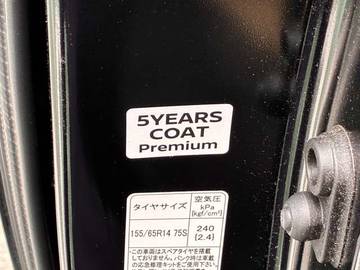 5YEARS
COAT
Premium
タイヤサイズ 空気圧
kPa
{kgf/cm²}
155/65R14 75S 240
{2.4}
この車両はスペアタイヤを搭載
しておりません。パンク時は車載
の応急修理キットをご使用ください。